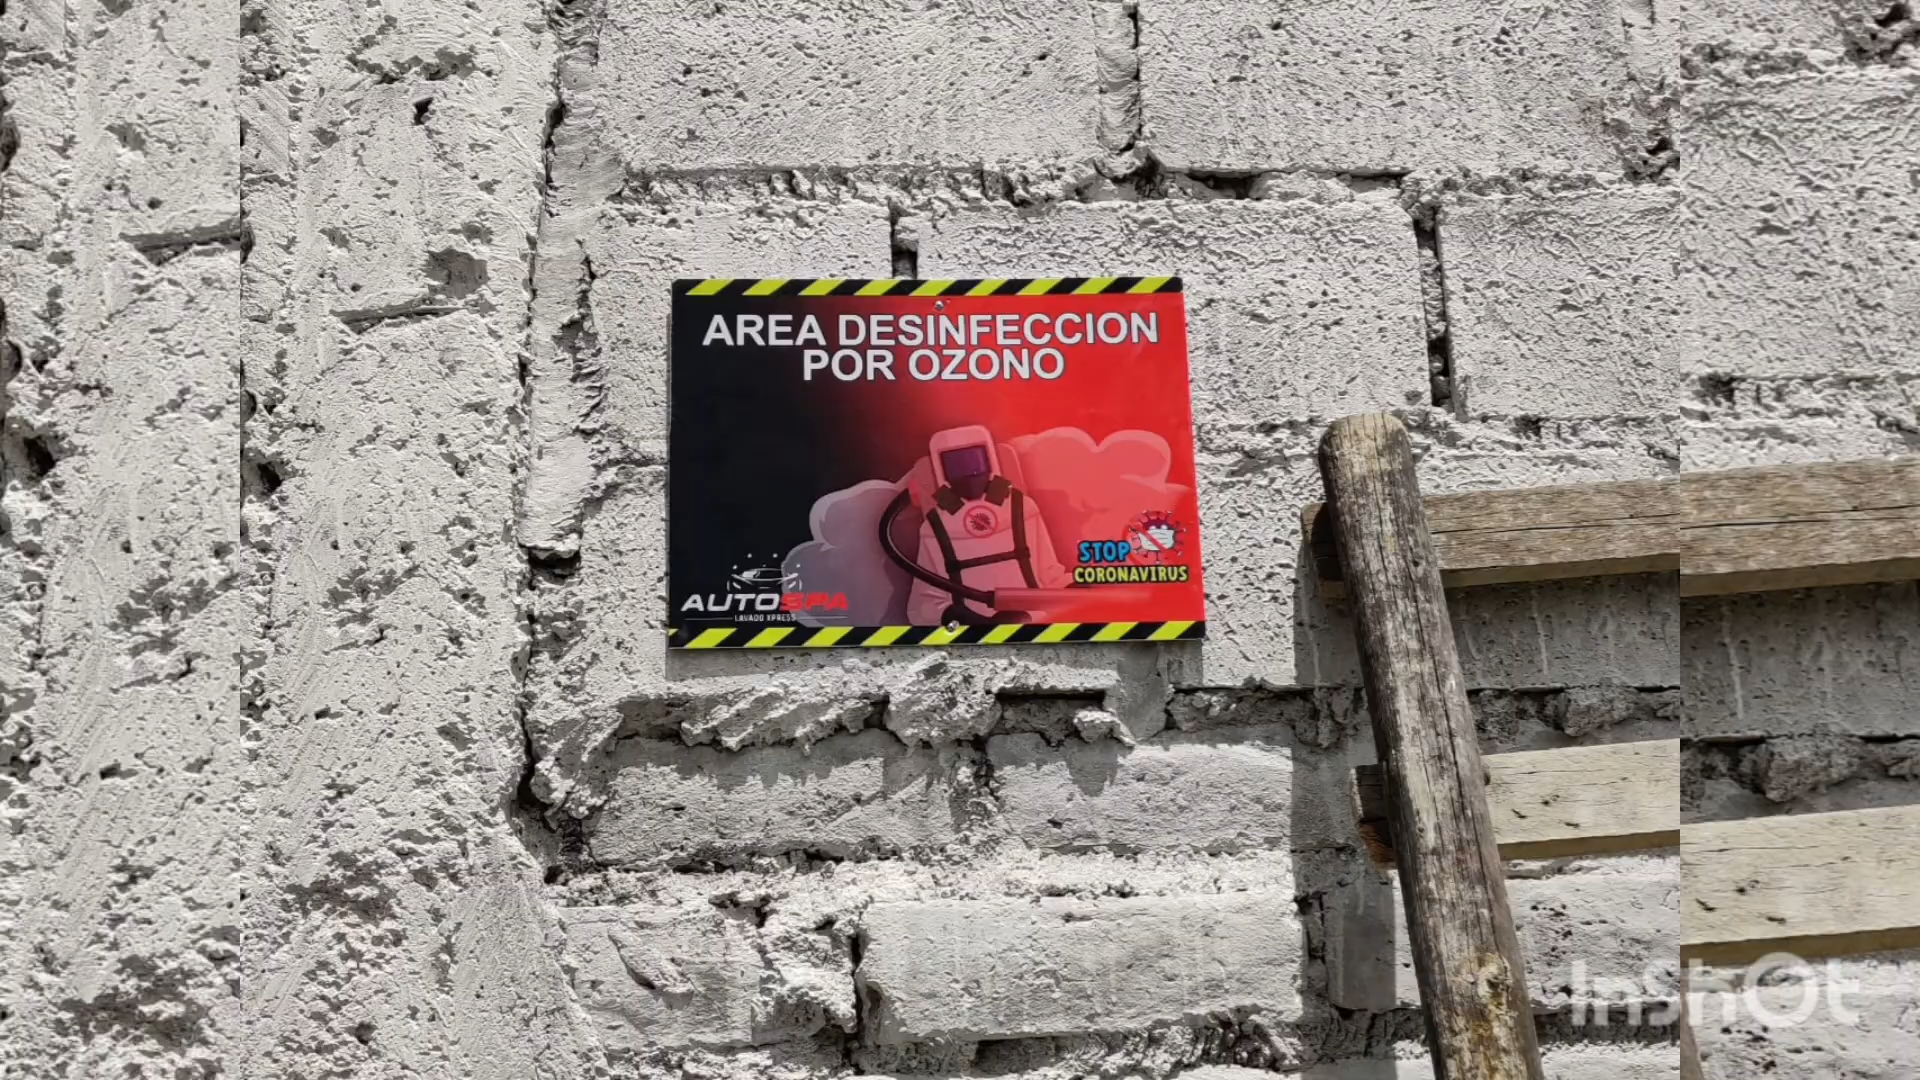 AREA DESINFECCION
POR OZONO
STOP
CORONAVIRUS
AUTOSPA
LAVADO XPRESS
InShOt